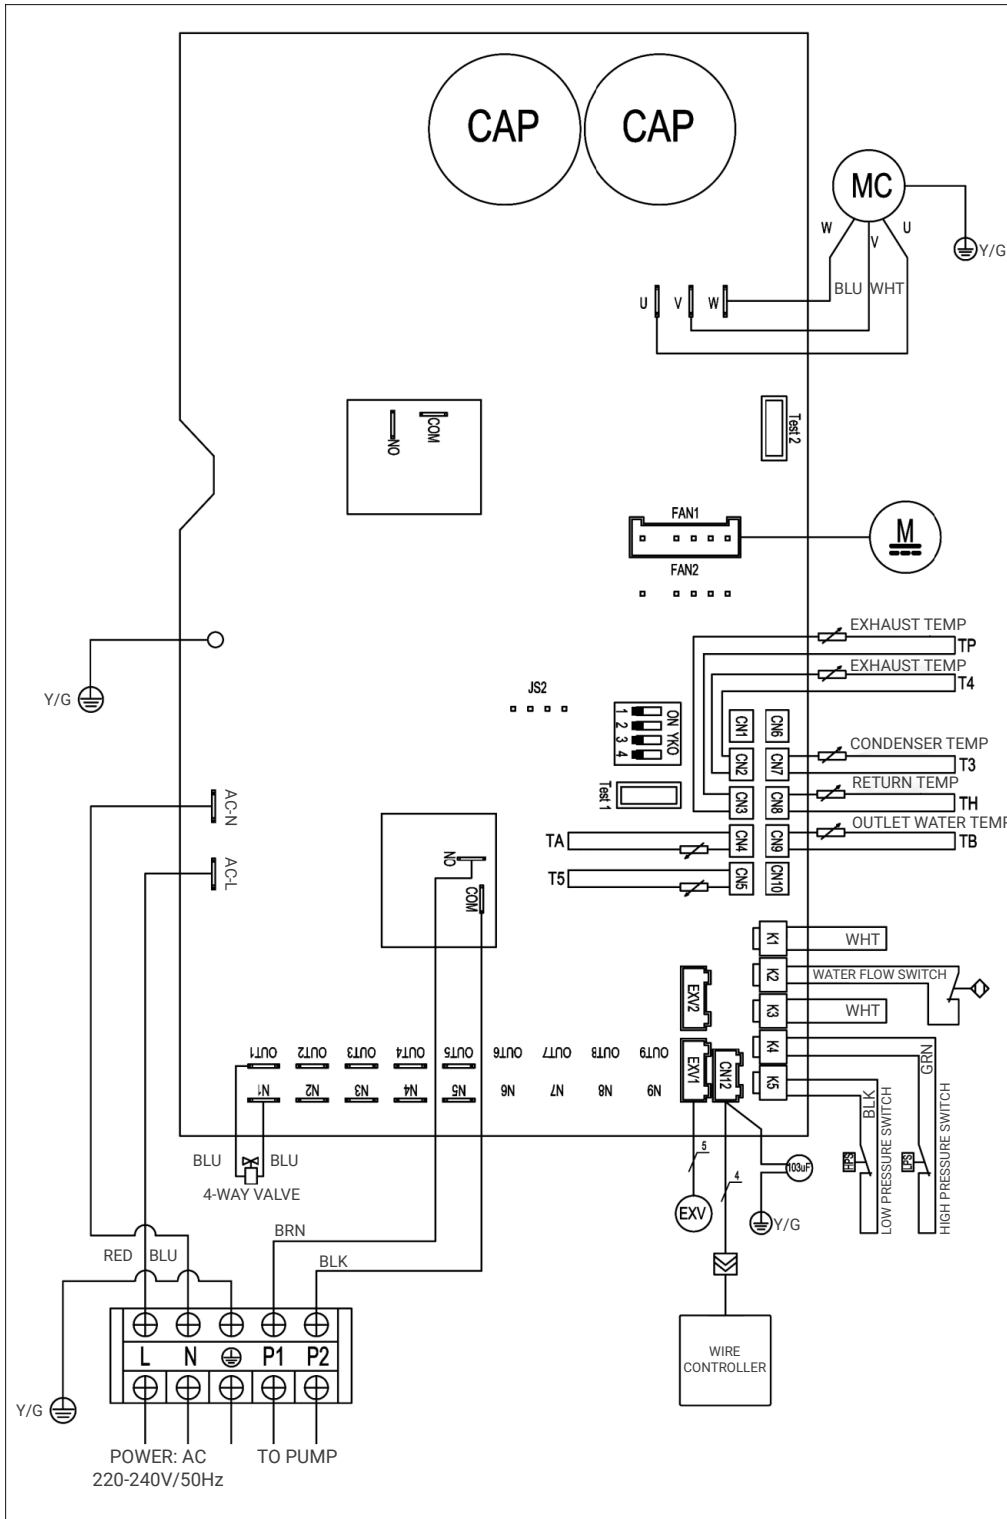 CAP CAP
MC
W V U
Y/G
BLU WHT
U V W
Test 2
COM
NO
FAN1
M
FAN2
EXHAUST TEMP
TP
EXHAUST TEMP
T4
Y/G
JS2
1 2 3 4
ON YKO
CN1 CN6
CN2 CN7
CONDENSER TEMP
T3
Test 1
CN3 CN8
RETURN TEMP
TH
AC-N
OUTLET WATER TEMP
TB
TA
CN4 CN9
AC-L
NO
COM
T5
CN5 CN10
K1
WHT
K2
WATER FLOW SWITCH
EXV2
K3
WHT
K4
GRN
OUT1 OUT2 OUT3 OUT4 OUT5 OUT6 OUT7 OUT8 OUT9
EXV1
CN12
K5
N1 N2 N3 N4 N5 N6 N7 N8 N9
BLK
LOW PRESSURE SWITCH
HIGH PRESSURE SWITCH
HPS
LPS
BLU BLU
4-WAY VALVE
5
4
103uF
EXV
Y/G
BRN
RED BLU
BLK
L N P1 P2
WIRE
CONTROLLER
Y/G
POWER: AC
220-240V/50Hz
TO PUMP